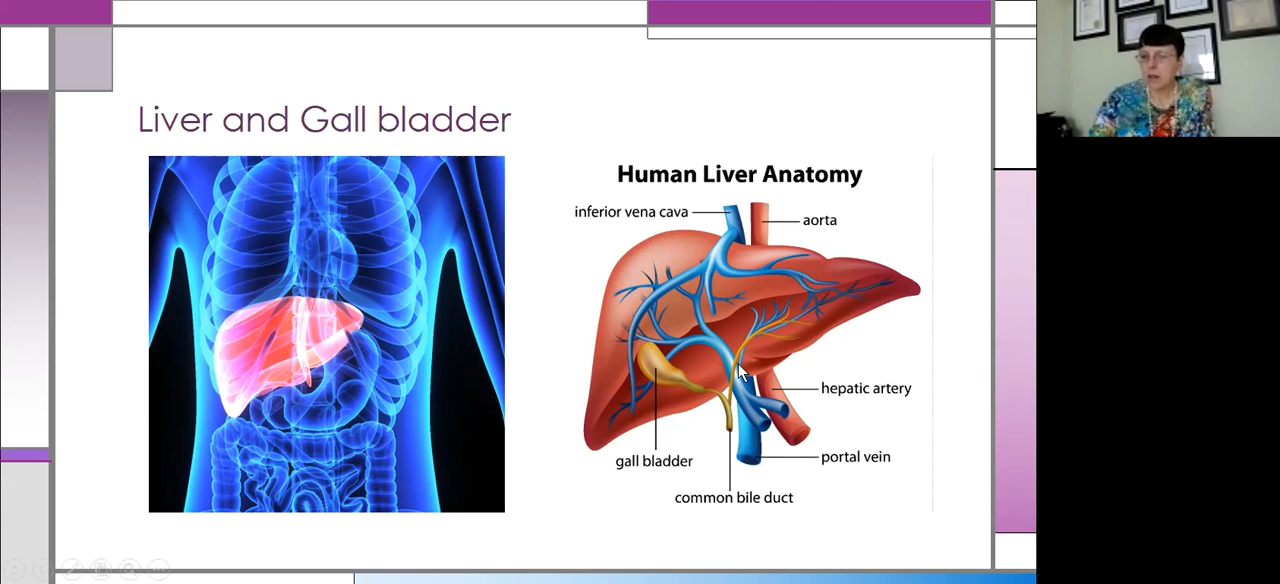 Liver and Gall bladder
Human Liver Anatomy
inferior vena cava
aorta
hepatic artery
gall bladder
portal vein
common bile duct